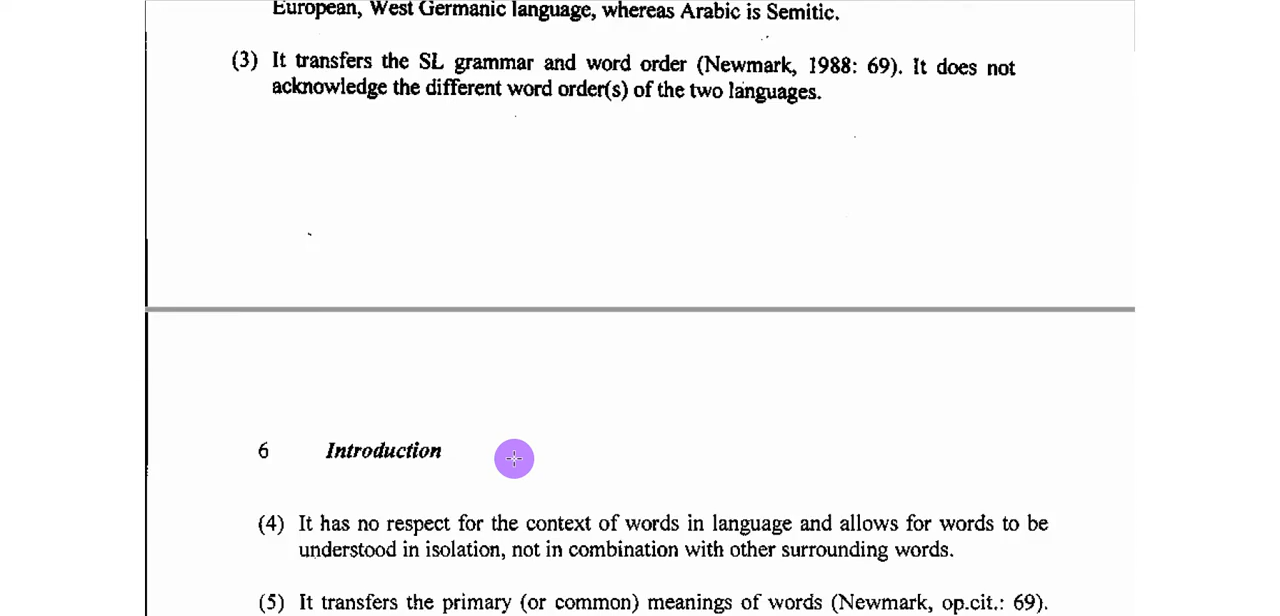 European, West Germanic language, whereas Arabic is Semitic.
(3) It transfers the SL grammar and word order (Newmark, 1988: 69). It does not
acknowledge the different word order(s) of the two languages.
6 Introduction
(4) It has no respect for the context of words in language and allows for words to be
understood in isolation, not in combination with other surrounding words.
(5) It transfers the primary (or common) meanings of words (Newmark, op.cit.: 69).